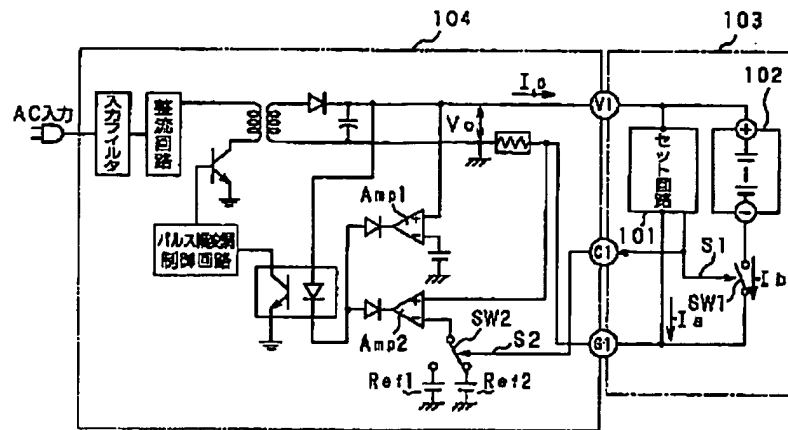 104
103
AC入力
入力フィルタ
整流回路
Io
V1
102
Vo
セット回路
Amp1
101
パルス幅変調
制御回路
C1
S1
Ib
SW1
Amp2
SW2
S2
Ia
G1
Ref1
Ref2